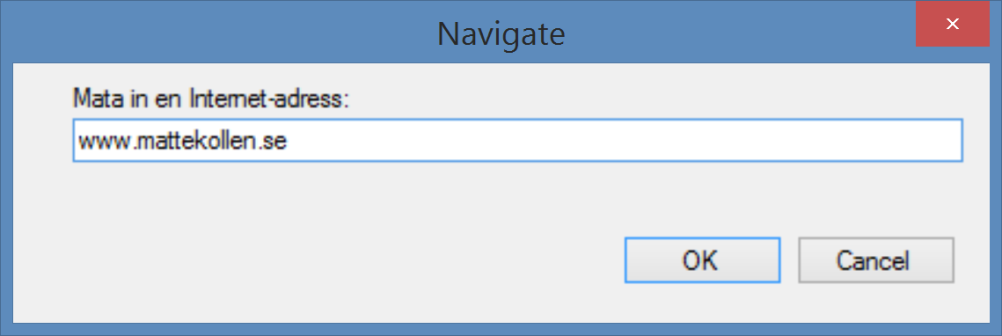 Navigate
Mata in en Internet-adress:
www.mattekollen.se
OK Cancel